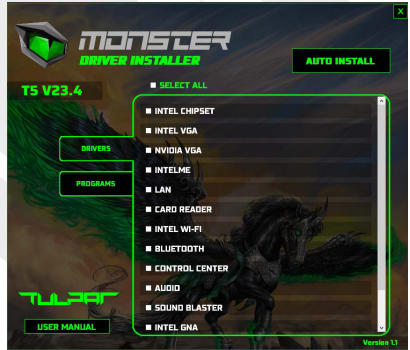 X
MONSTER
DRIVER INSTALLER
AUTO INSTALL
T5 V23.4
SELECT ALL
INTEL CHIPSET
INTEL VGA
NVIDIA VGA
INTELME
LAN
CARD READER
INTEL WI-FI
BLUETOOTH
CONTROL CENTER
AUDIO
SOUND BLASTER
INTEL GNA
DRIVERS
PROGRAMS
TULPAR
USER MANUAL
Version 1.1